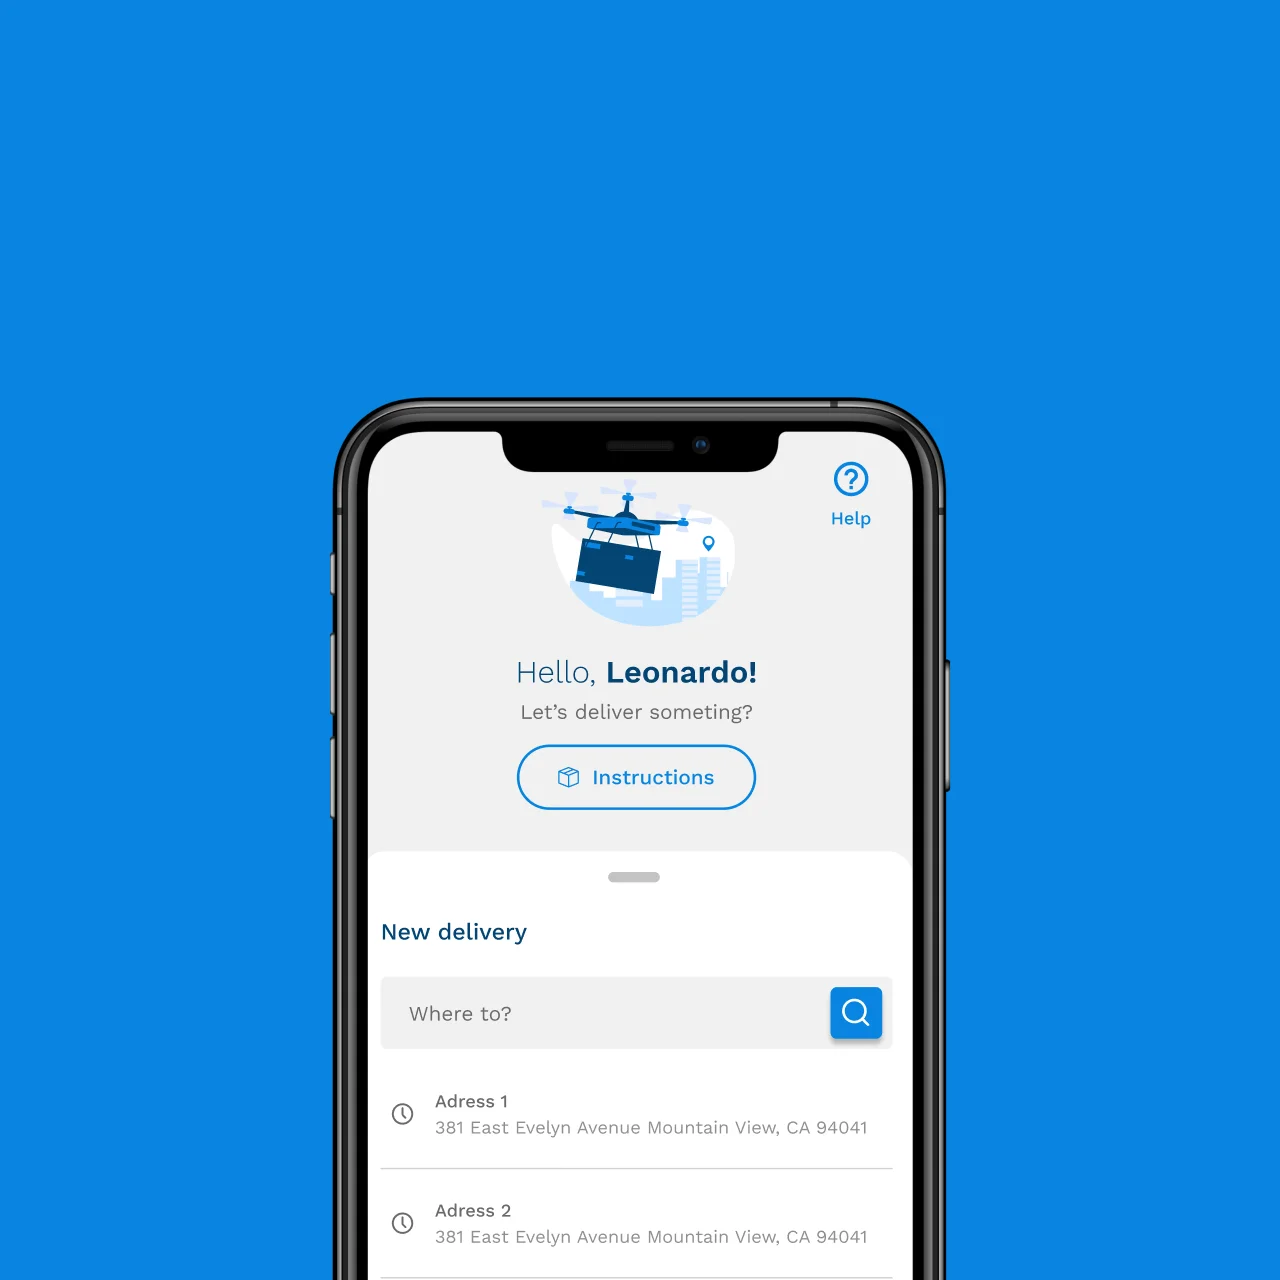 Help
Hello, Leonardo!
Let’s deliver someting?
Instructions
New delivery
Where to?
Adress 1
381 East Evelyn Avenue Mountain View, CA 94041
Adress 2
381 East Evelyn Avenue Mountain View, CA 94041